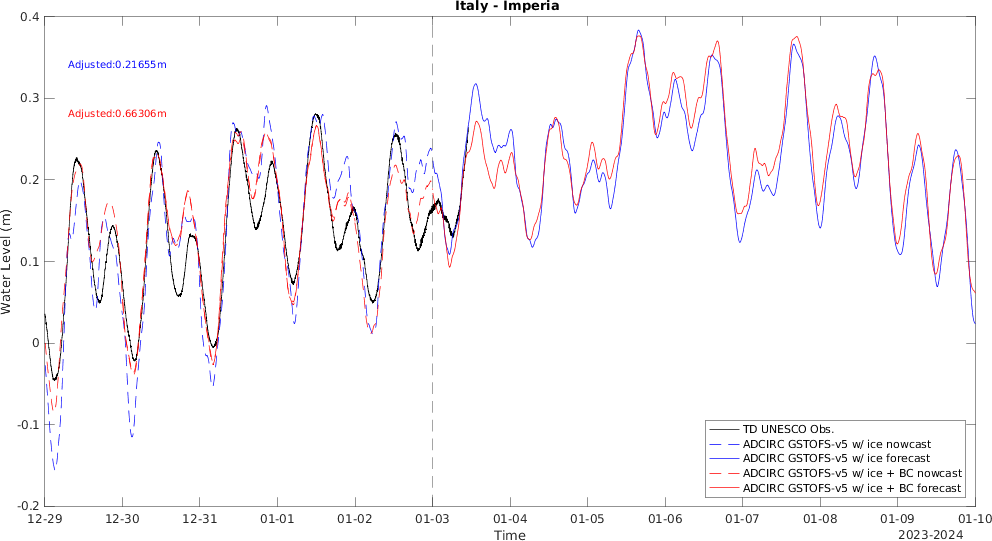 Italy - Imperia
0.4
0.3
0.2
0.1
0
-0.1
-0.2
Water Level (m)
Adjusted:0.21655m
Adjusted:0.66306m
TD UNESCO Obs.
ADCIRC GSTOFS-v5 w/ ice nowcast
ADCIRC GSTOFS-v5 w/ ice forecast
ADCIRC GSTOFS-v5 w/ ice + BC nowcast
ADCIRC GSTOFS-v5 w/ ice + BC forecast
12-29 12-30 12-31 01-01 01-02 01-03 01-04 01-05 01-06 01-07 01-08 01-09 01-10
Time
2023-2024